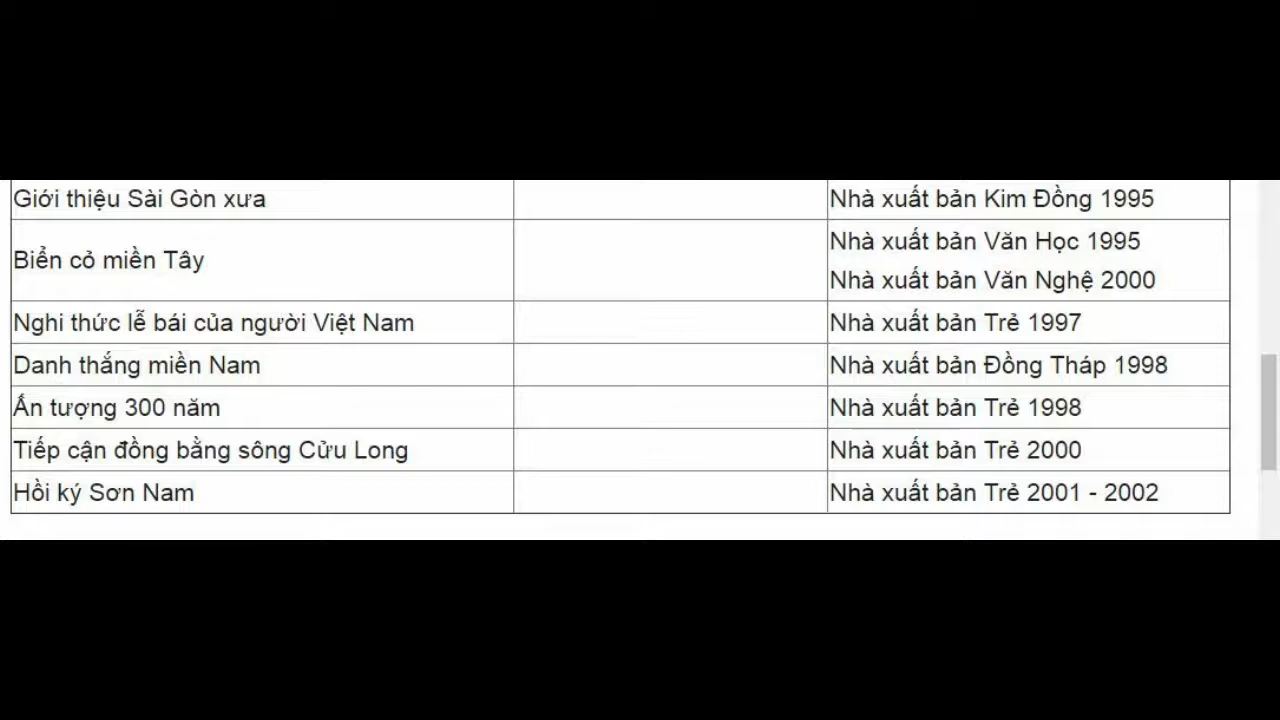 Giới thiệu Sài Gòn xưa
Nhà xuất bản Kim Đồng 1995
Biển cỏ miền Tây
Nhà xuất bản Văn Học 1995
Nhà xuất bản Văn Nghệ 2000
Nghi thức lễ bái của người Việt Nam
Nhà xuất bản Trẻ 1997
Danh thắng miền Nam
Nhà xuất bản Đồng Tháp 1998
Ấn tượng 300 năm
Nhà xuất bản Trẻ 1998
Tiếp cận đồng bằng sông Cửu Long
Nhà xuất bản Trẻ 2000
Hồi ký Sơn Nam
Nhà xuất bản Trẻ 2001 - 2002